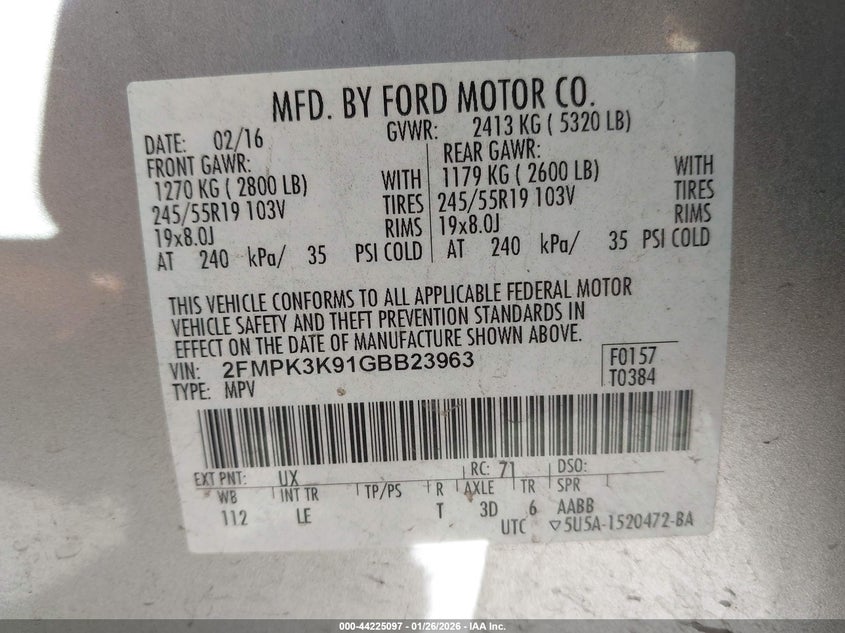 MFD. BY FORD MOTOR CO.
DATE: 02/16 GVWR: 2413 KG ( 5320 LB)
FRONT GAWR: REAR GAWR:
1270 KG ( 2800 LB) WITH 1179 KG ( 2600 LB) WITH
245/55R19 103V TIRES 245/55R19 103V TIRES
19x8.0J RIMS 19x8.0J RIMS
AT 240 kPa/ 35 PSI COLD AT 240 kPa/ 35 PSI COLD
THIS VEHICLE CONFORMS TO ALL APPLICABLE FEDERAL MOTOR
VEHICLE SAFETY AND THEFT PREVENTION STANDARDS IN
EFFECT ON THE DATE OF MANUFACTURE SHOWN ABOVE.
VIN: 2FMPK3K91GBB23963 F0157
TYPE: MPV T0384
EXT PNT: UX RC: 71 DSO:
WB INT TR TP/PS R AXLE TR SPR
112 LE T 3D 6 AABB
UTC ▽5U5A-1520472-BA
000-44225097 - 01/26/2026 - IAA Inc.